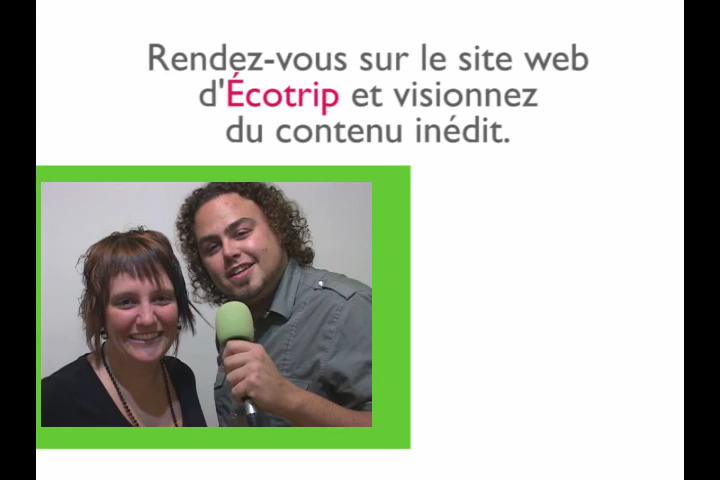 Rendez-vous sur le site web
d'Écotrip et visionnez
du contenu inédit.